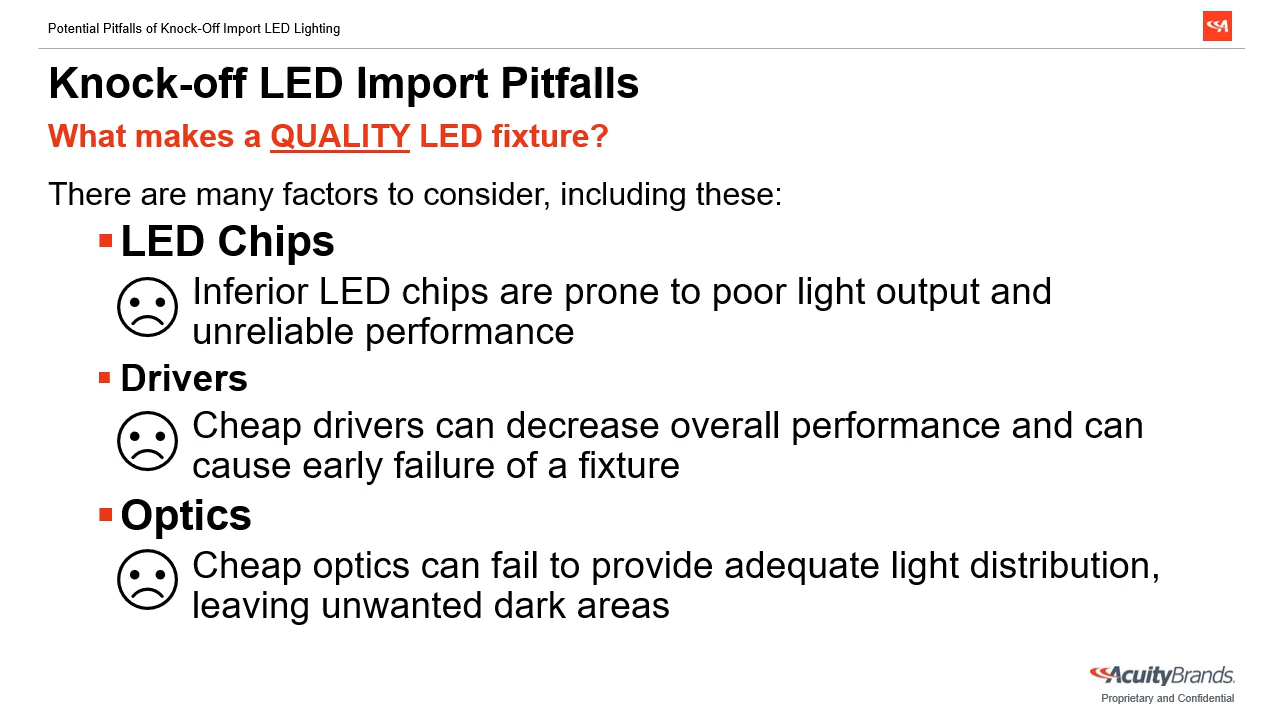 Potential Pitfalls of Knock-Off Import LED Lighting
Knock-off LED Import Pitfalls
What makes a QUALITY LED fixture?
There are many factors to consider, including these:
LED Chips
Inferior LED chips are prone to poor light output and
unreliable performance
Drivers
Cheap drivers can decrease overall performance and can
cause early failure of a fixture
Optics
Cheap optics can fail to provide adequate light distribution,
leaving unwanted dark areas
AcuityBrands.
Proprietary and Confidential